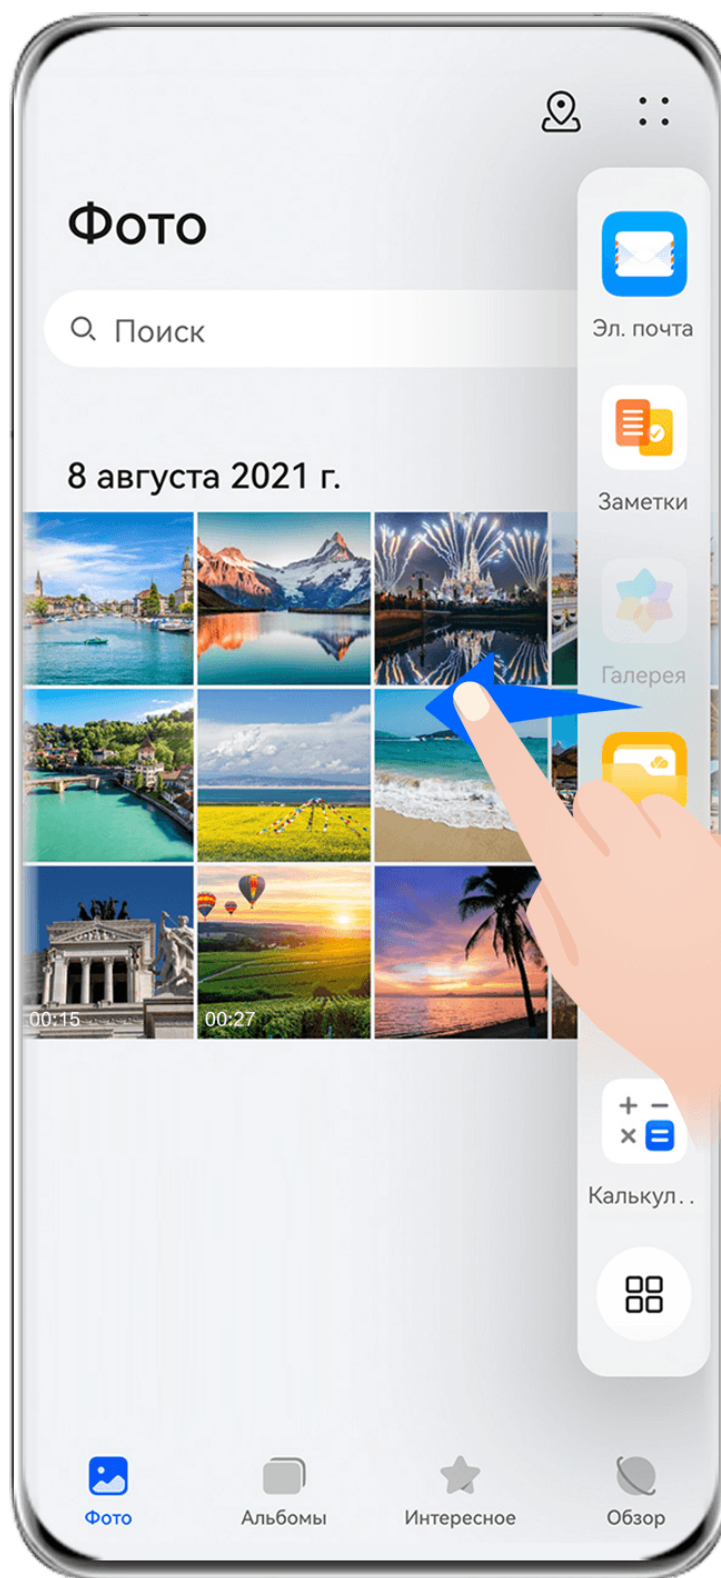 Фото
Поиск
8 августа 2021 г.
00:15
00:27
Эл. почта
Заметки
Галерея
Калькул..
Фото
Альбомы
Интересное
Обзор